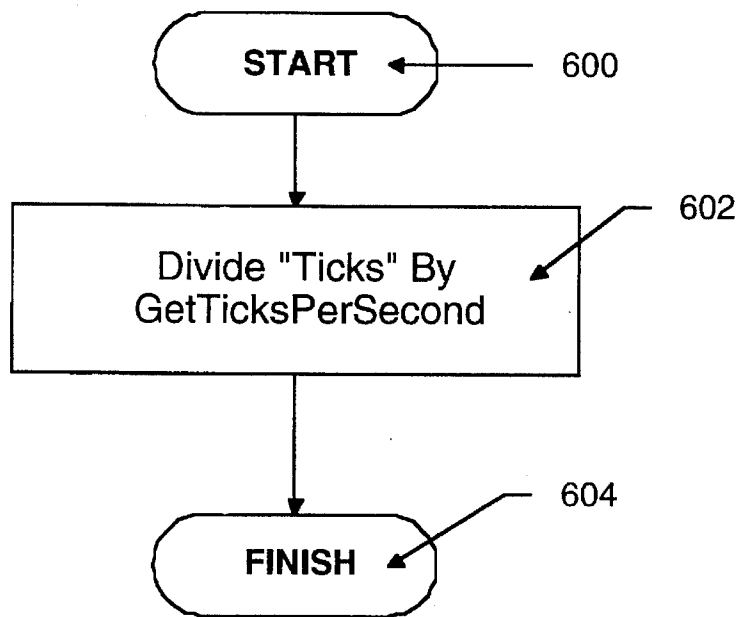 START
600
602
Divide "Ticks" By
GetTicksPerSecond
604
FINISH